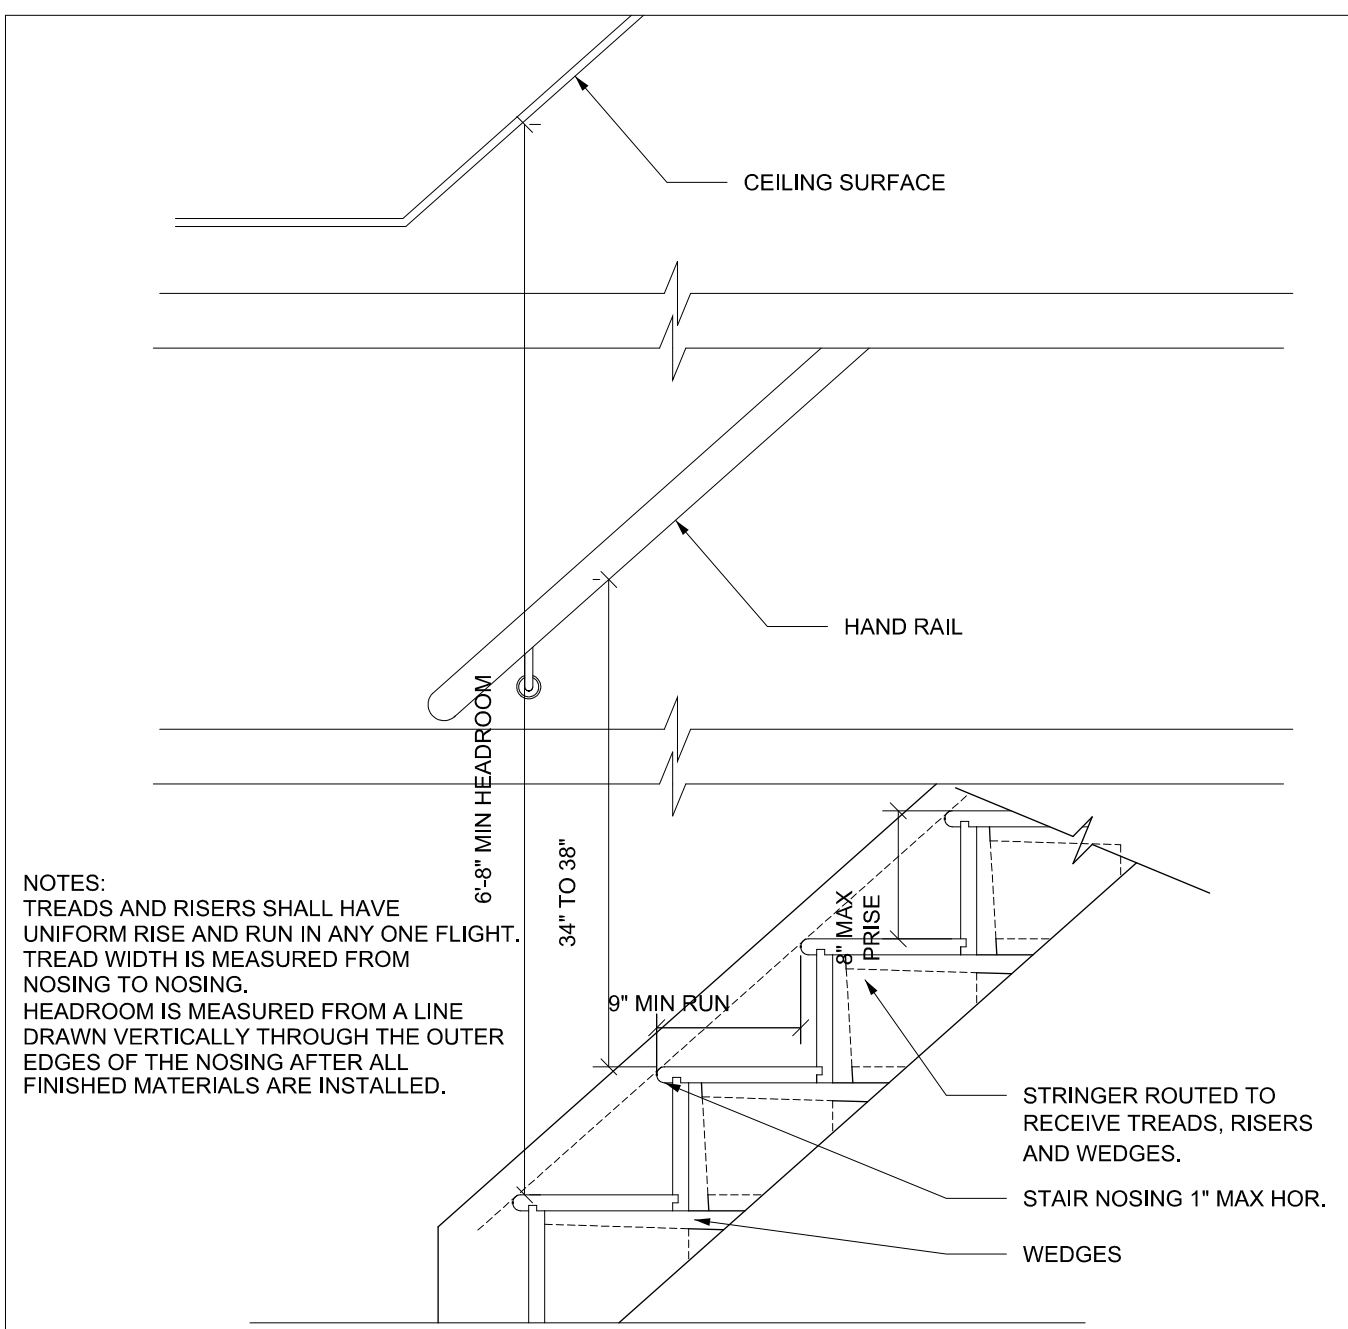 CEILING SURFACE
HAND RAIL
6'-8" MIN HEADROOM
34" TO 38"
8" MAX
PRISE
NOTES:
TREADS AND RISERS SHALL HAVE
UNIFORM RISE AND RUN IN ANY ONE FLIGHT.
TREAD WIDTH IS MEASURED FROM
NOSING TO NOSING.
HEADROOM IS MEASURED FROM A LINE
DRAWN VERTICALLY THROUGH THE OUTER
EDGES OF THE NOSING AFTER ALL
FINISHED MATERIALS ARE INSTALLED.
9" MIN RUN
STRINGER ROUTED TO
RECEIVE TREADS, RISERS
AND WEDGES.
STAIR NOSING 1" MAX HOR.
WEDGES